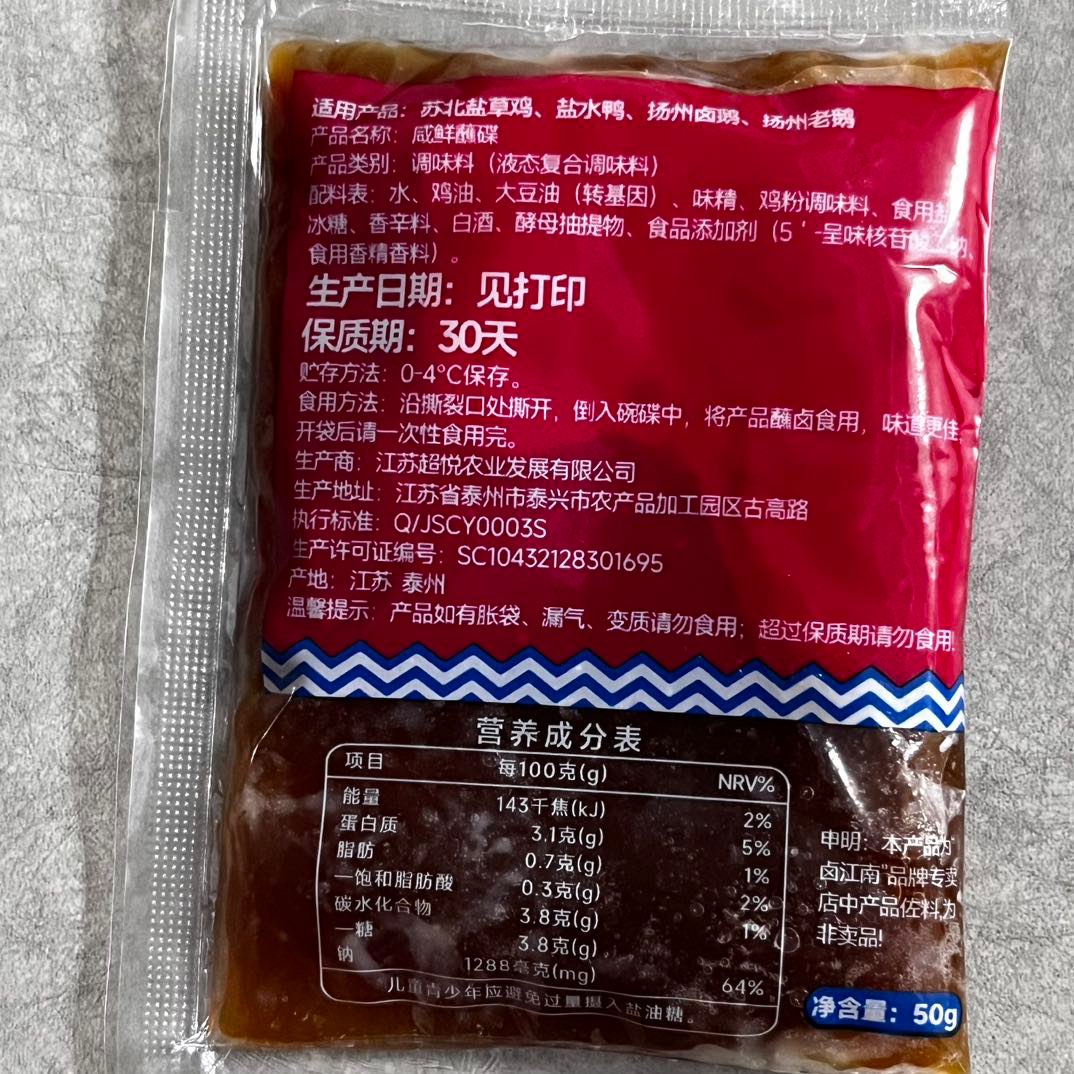 适用产品：苏北盐草鸡、盐水鸭、扬州卤鹅、扬州老鹅
产品名称：咸鲜蘸碟
产品类别：调味料（液态复合调味料）
配料表：水、鸡油、大豆油（转基因）、味精、鸡粉调味料、食用盐
冰糖、香辛料、白酒、酵母抽提物、食品添加剂（5＇-呈味核苷酸二钠
食用香精香料）。
生产日期：见打印
保质期：30天
贮存方法：0-4°C保存。
食用方法：沿撕裂口处撕开，倒入碗碟中，将产品蘸卤食用，味道更佳
开袋后请一次性食用完。
生产商：江苏超悦农业发展有限公司
生产地址：江苏省泰州市泰兴市农产品加工园区古高路
执行标准：Q/JSCY0003S
生产许可证编号：SC10432128301695
产地：江苏 泰州
温馨提示：产品如有胀袋、漏气、变质请勿食用；超过保质期请勿食用!
营养成分表
项目 每100克(g) NRV%
能量 143千焦(kJ) 2%
蛋白质 3.1克(g) 5%
脂肪 0.7克(g) 1%
一饱和脂肪酸 0.3克(g) 2%
碳水化合物 3.8克(g) 1%
一糖 3.8克(g)
钠 1288毫克(mg) 64%
儿童青少年应避免过量摄入盐油糖。
申明：本产品为
卤江南"品牌专卖
店中产品佐料,为
非卖品!
净含量：50g